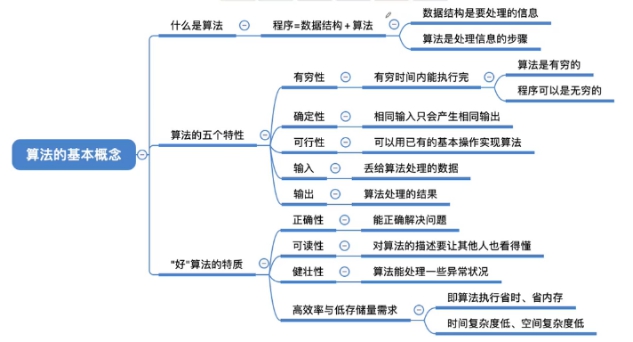 算法的基本概念
什么是算法
程序=数据结构+算法
数据结构是要处理的信息
算法是处理信息的步骤
算法的五个特性
有穷性
有穷时间内能执行完
算法是有穷的
程序可以是无穷的
确定性
相同输入只会产生相同输出
可行性
可以用已有的基本操作实现算法
输入
丢给算法处理的数据
输出
算法处理的结果
"好"算法的特质
正确性
能正确解决问题
可读性
对算法的描述要让其他人也看得懂
健壮性
算法能处理一些异常状况
高效率与低存储量需求
即算法执行省时、省内存
时间复杂度低、空间复杂度低